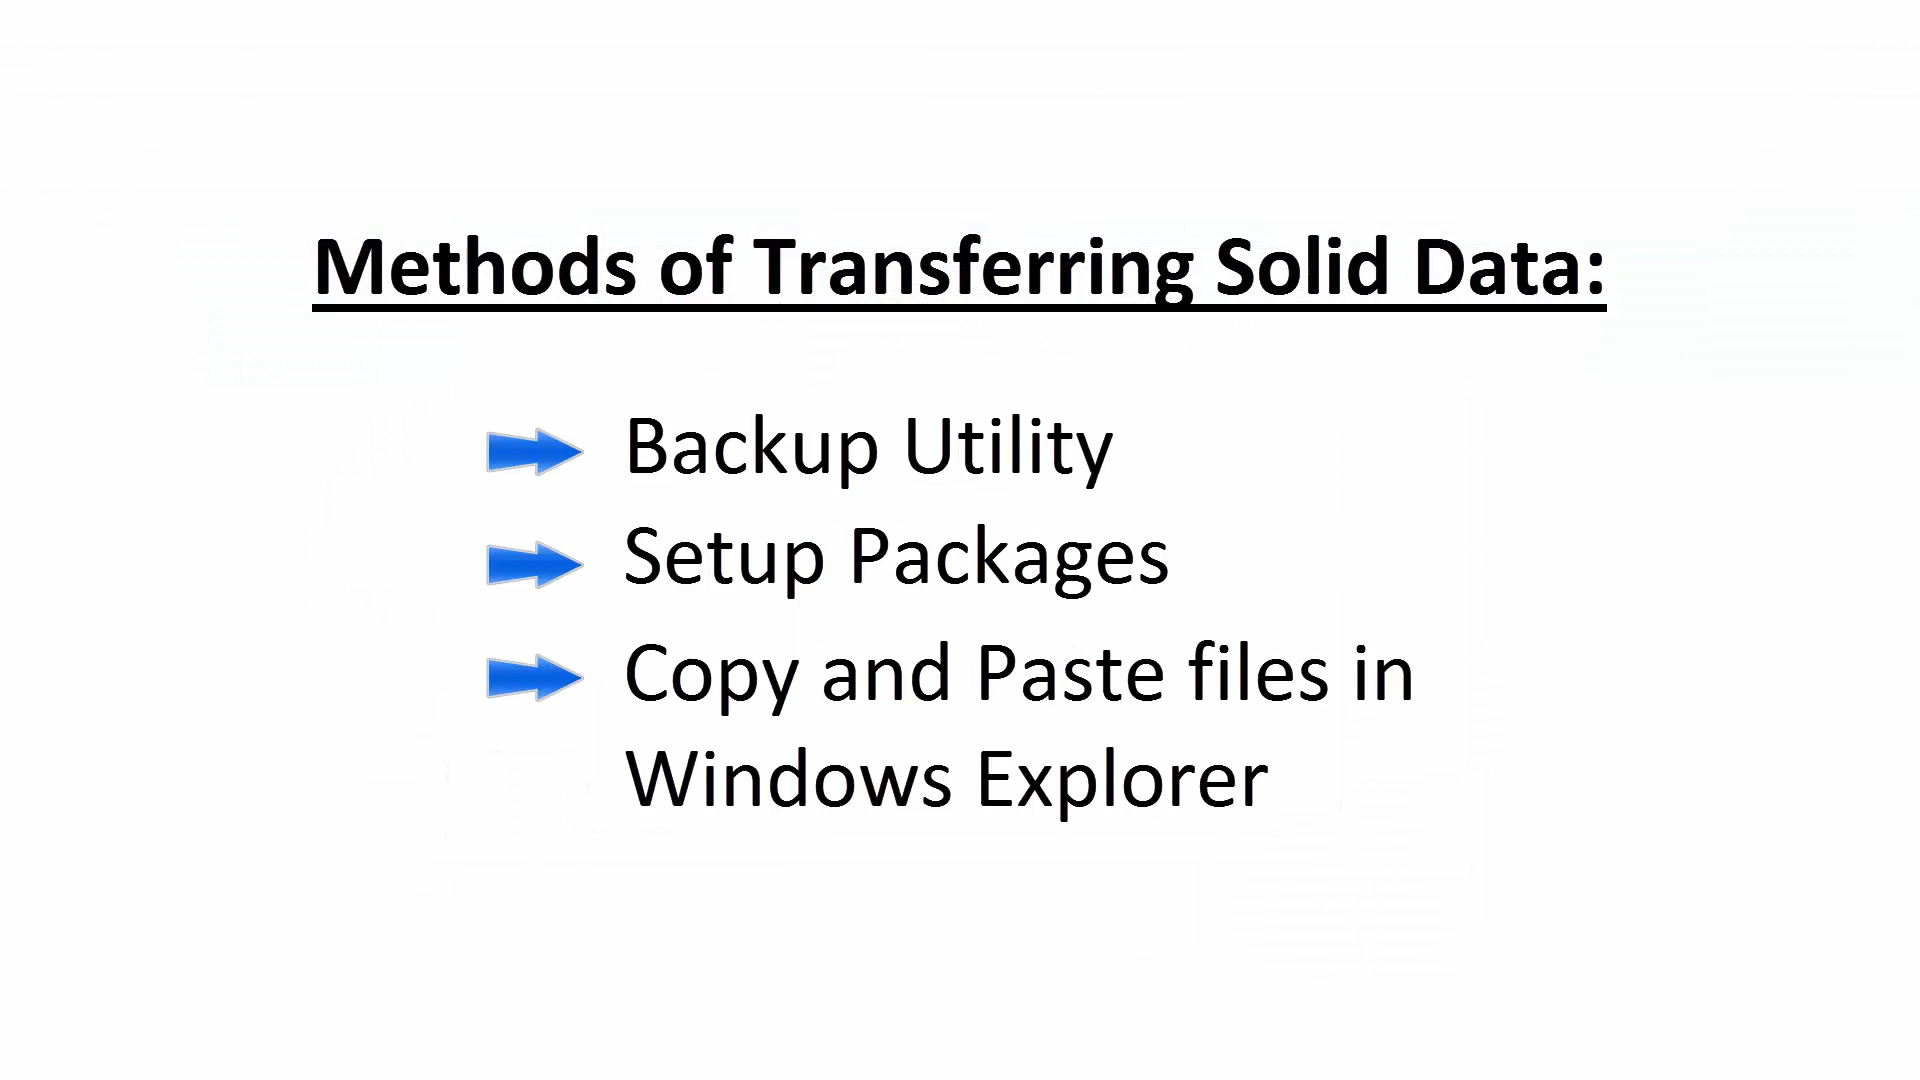 Methods of Transferring Solid Data:
Backup Utility
Setup Packages
Copy and Paste files in
Windows Explorer